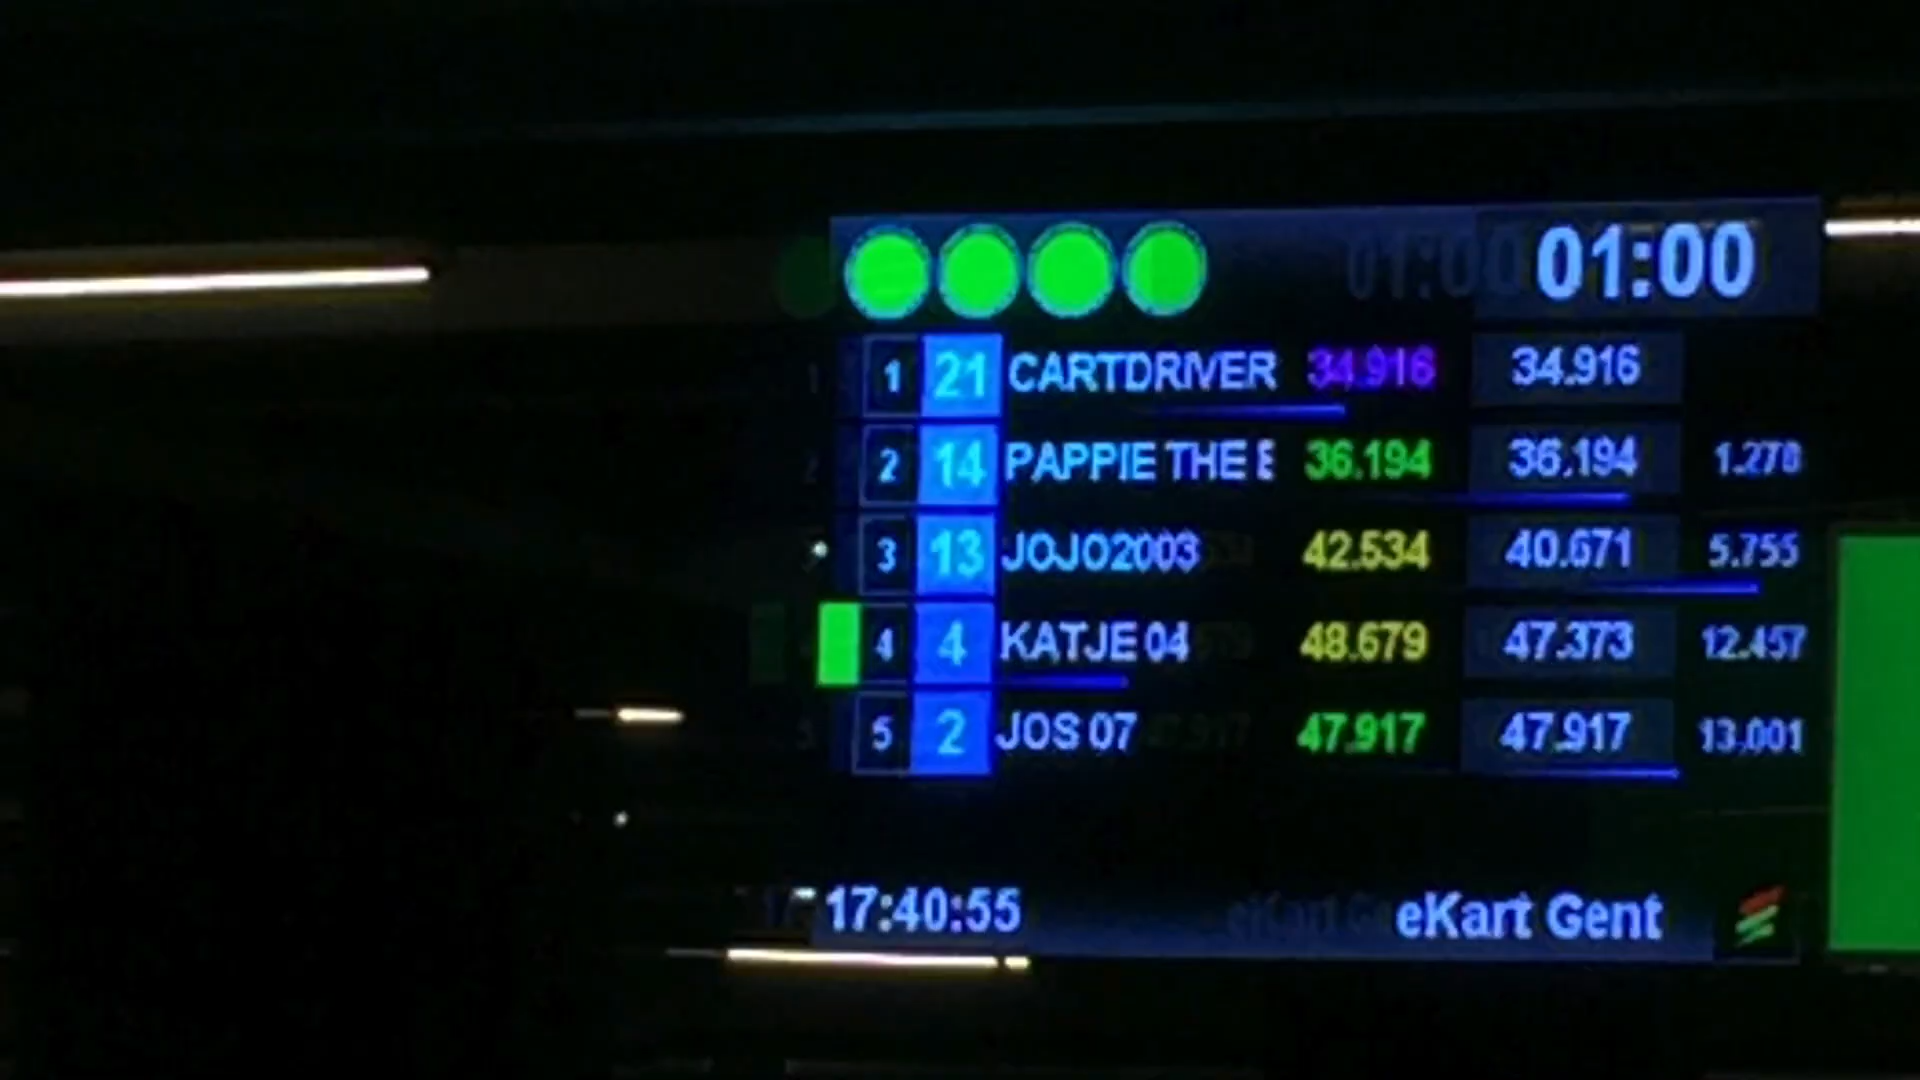 01:00
1 21 CARTDRIVER 34.916 34.916
2 14 PAPPIE THE 36.194 36.194 1.278
3 13 JOJO2003 42.534 40.671 5.755
4 4 KATJE 04 48.679 47.373 12.457
5 2 JOS 07 47.917 47.917 13.001
17:40:55 eKart Gent